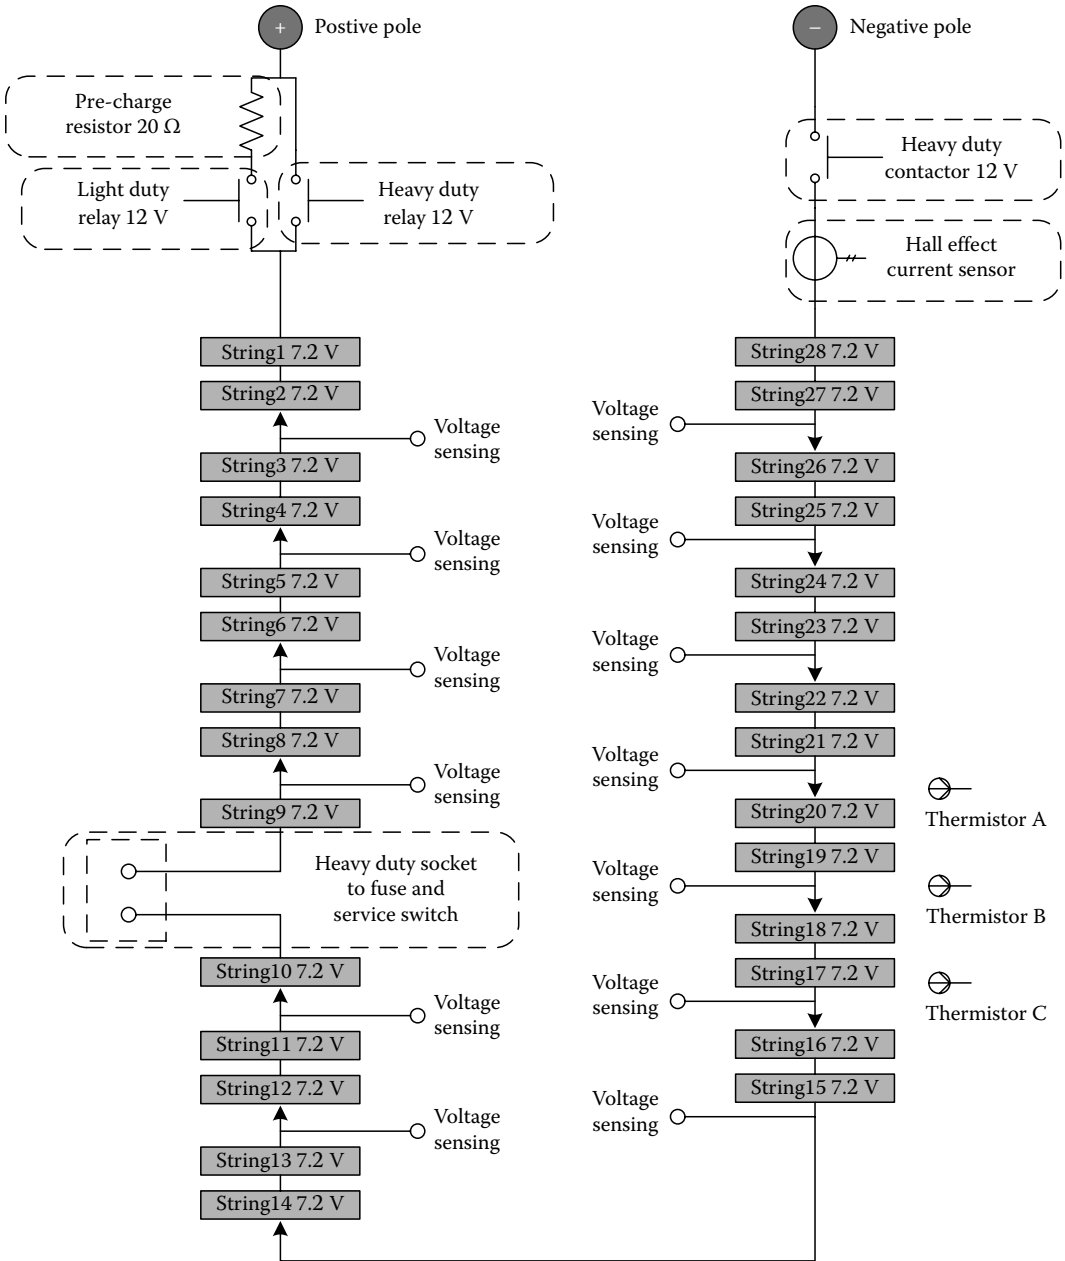 +
Postive pole
−
Negative pole
Pre-charge
resistor 20 Ω
Light duty
relay 12 V
Heavy duty
relay 12 V
Heavy duty
contactor 12 V
Hall effect
current sensor
String1 7.2 V
String2 7.2 V
Voltage
sensing
String3 7.2 V
String4 7.2 V
Voltage
sensing
String5 7.2 V
String6 7.2 V
Voltage
sensing
String7 7.2 V
String8 7.2 V
Voltage
sensing
String9 7.2 V
Heavy duty socket
to fuse and
service switch
String10 7.2 V
Voltage
sensing
String11 7.2 V
String12 7.2 V
Voltage
sensing
String13 7.2 V
String14 7.2 V
String28 7.2 V
String27 7.2 V
Voltage
sensing
String26 7.2 V
String25 7.2 V
Voltage
sensing
String24 7.2 V
String23 7.2 V
Voltage
sensing
String22 7.2 V
String21 7.2 V
Voltage
sensing
String20 7.2 V
String19 7.2 V
Voltage
sensing
String18 7.2 V
String17 7.2 V
Voltage
sensing
String16 7.2 V
String15 7.2 V
Voltage
sensing
Thermistor A
Thermistor B
Thermistor C